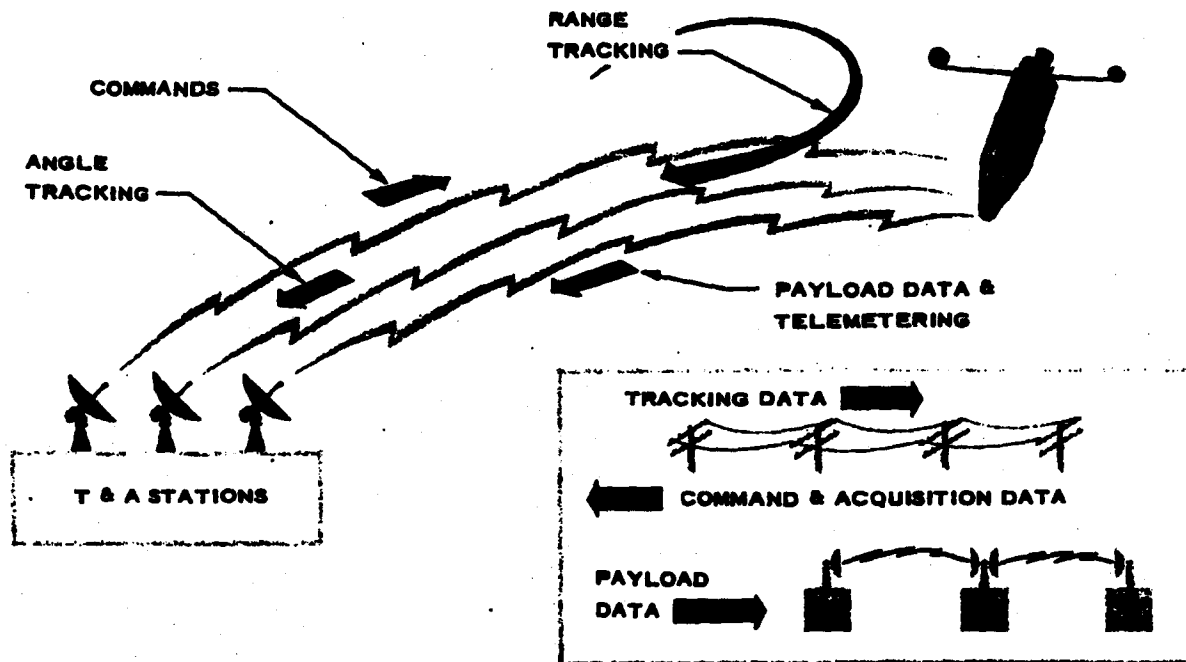 RANGE
TRACKING
COMMANDS
ANGLE
TRACKING
PAYLOAD DATA &
TELEMETERING
T & A STATIONS
TRACKING DATA
COMMAND & ACQUISITION DATA
PAYLOAD
DATA